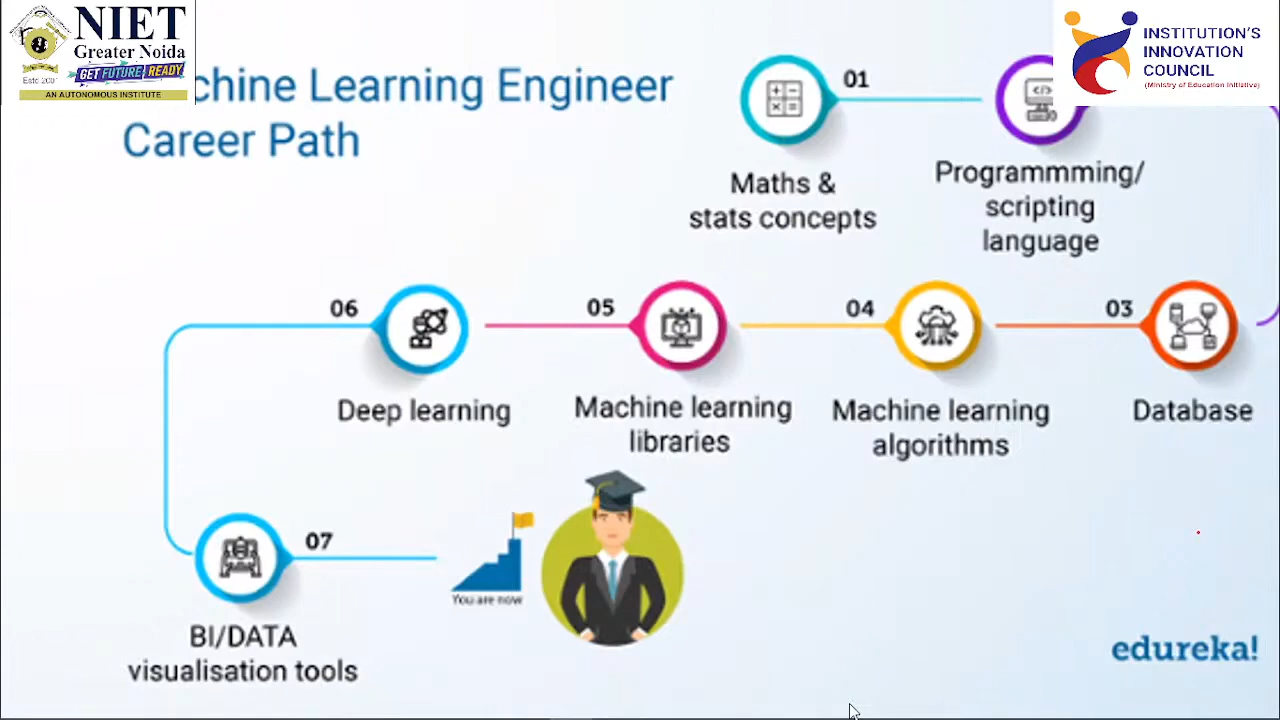 NIET
Greater Noida
Estd 2001
GET FUTURE READY
AN AUTONOMOUS INSTITUTE
INSTITUTION'S
INNOVATION
COUNCIL
(Ministry of Education Initiative)
chine Learning Engineer
Career Path
01
Maths &
stats concepts
Programmming/
scripting
language
06
05
04
03
Deep learning
Machine learning
libraries
Machine learning
algorithms
Database
07
You are now
BI/DATA
visualisation tools
edureka!